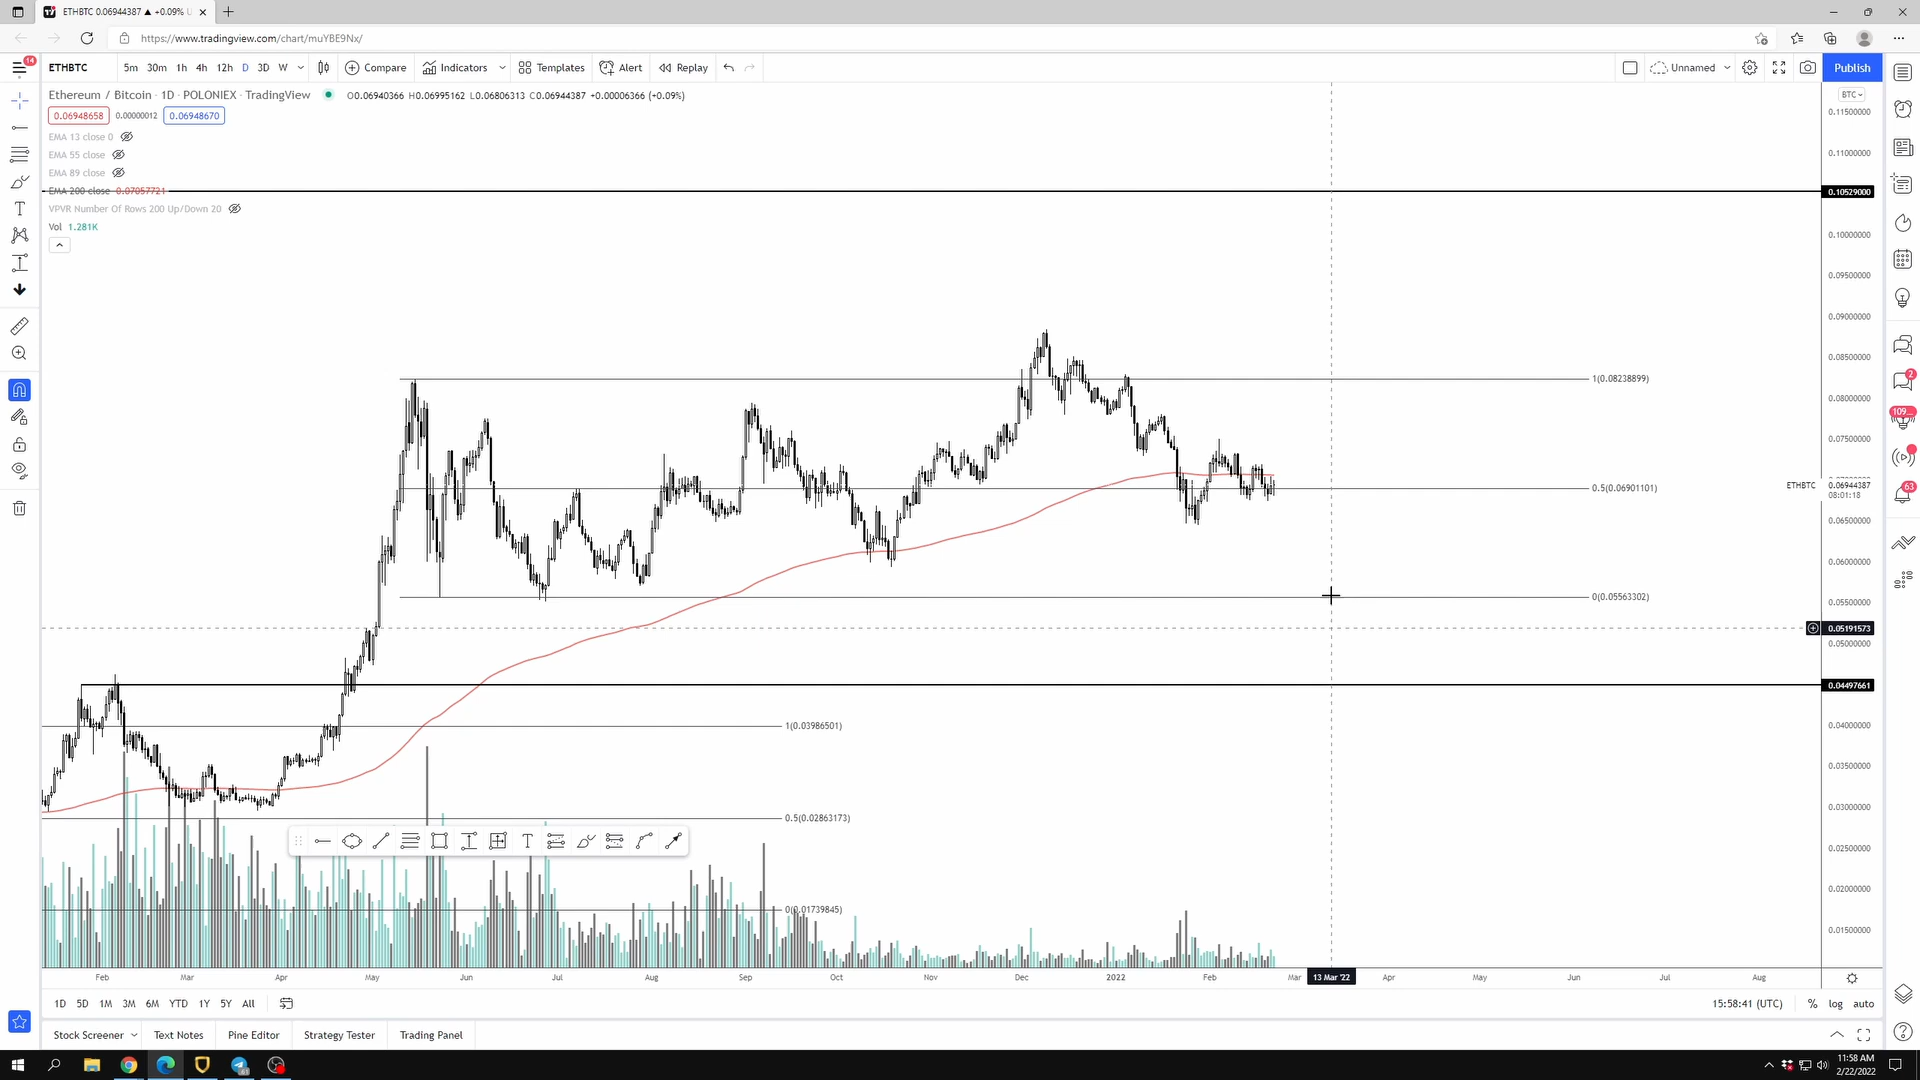 ETHBTC 0.06944387 ▲ +0.09% U
https://www.tradingview.com/chart/muYBE9Nx/
14
ETHBTC 5m 30m 1h 4h 12h D 3D W Compare Indicators Templates Alert Replay Unnamed Publish
Ethereum / Bitcoin · 1D · POLONIEX · TradingView O0.06940366 H0.06995162 L0.06806313 C0.06944387 +0.00006366 (+0.09%)
BTC
0.06948658 0.00000012 0.06948670
EMA 13 close 0
EMA 55 close
EMA 89 close
EMA 200 close 0.07057721
VPVR Number Of Rows 200 Up/Down 20
Vol 1.281K
0.11500000
0.11000000
0.10529000
0.10000000
0.09500000
0.09000000
0.08500000
1(0.08238899)
0.08000000
2
109...
0.07500000
0.5(0.06901101)
ETHBTC 0.06944387
08:01:18
63
0.06500000
0.06000000
0(0.05563302)
0.05500000
0.05191573
0.05000000
0.04497661
1(0.03986501)
0.04000000
0.03500000
0.03000000
0.5(0.02863173)
0.02500000
0.02000000
0(0.01739845)
0.01500000
Feb Mar Apr May Jun Jul Aug Sep Oct Nov Dec 2022 Feb Mar 13 Mar '22 Apr May Jun Jul Aug
1D 5D 1M 3M 6M YTD 1Y 5Y All 15:58:41 (UTC) % log auto
Stock Screener Text Notes Pine Editor Strategy Tester Trading Panel
11:58 AM
2/22/2022